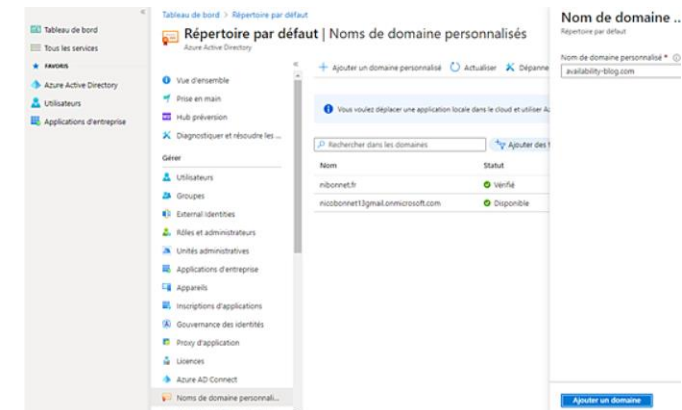 Tableau de bord
Tous les services
FAVORIS
Azure Active Directory
Utilisateurs
Applications d'entreprise
Tableau de bord > Répertoire par défaut
Répertoire par défaut | Noms de domaine personnalisés
Azure Active Directory
Vue d'ensemble
Prise en main
Hub préversion
Diagnostiquer et résoudre les ...
Gérer
Utilisateurs
Groupes
External Identities
Rôles et administrateurs
Unités administratives
Applications d'entreprise
Appareils
Inscriptions d'applications
Gouvernance des identités
Proxy d'application
Licences
Azure AD Connect
Noms de domaine personnali...
+ Ajouter un domaine personnalisé Actualiser Dépanne
Vous voulez déplacer une application locale dans le cloud et utiliser Az
Rechercher dans les domaines
Ajouter des f
Nom Statut
nibonnet.fr Vérifié
nicobonnet13gmail.onmicrosoft.com Disponible
Nom de domaine ...
Répertoire par défaut
Nom de domaine personnalisé *
availability-blog.com
Ajouter un domaine